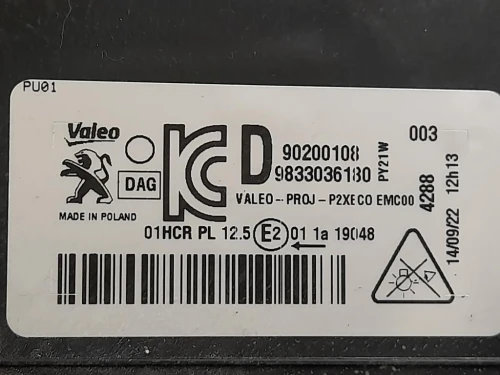 PU01
Valeo
DAG
MADE IN POLAND
KC
D
90200108
9833036180
PY21W
003
VALEO-PROJ-P2XECO EMC00
4288
14/09/22 12h13
01HCR PL 12.5 E2 01 1a 19048